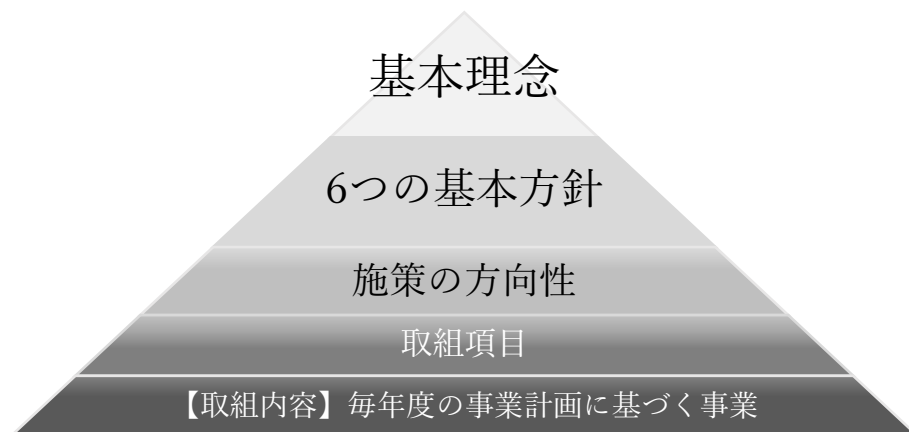 基本理念
6つの基本方針
施策の方向性
取組項目
【取組内容】毎年度の事業計画に基づく事業